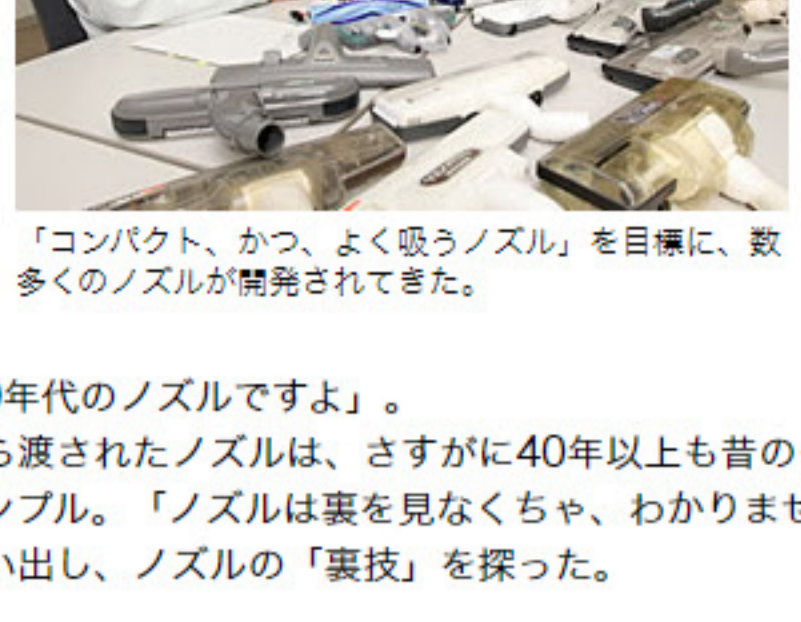 「コンパクト、かつ、よく吸うノズル」を目標に、数
多くのノズルが開発されてきた。
年代のノズルですよ」。
ら渡されたノズルは、さすがに40年以上も昔の
ンプル。「ノズルは裏を見なくちゃ、わかりませ
い出し、ノズルの「裏技」を探った。